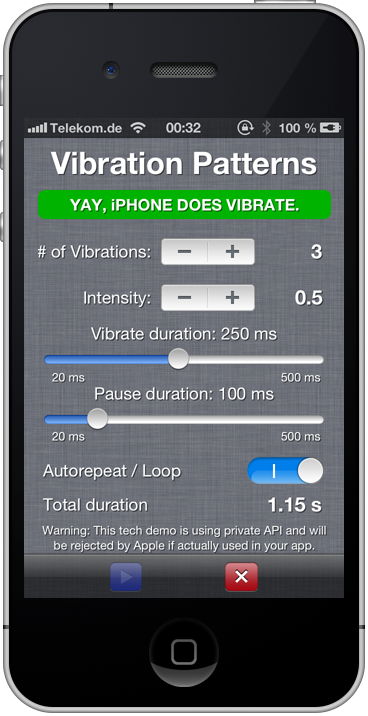 Telekom.de 00:32 100 %
Vibration Patterns
YAY, iPHONE DOES VIBRATE.
# of Vibrations: − + 3
Intensity: − + 0.5
Vibrate duration: 250 ms
20 ms 500 ms
Pause duration: 100 ms
20 ms 500 ms
Autorepeat / Loop
Total duration 1.15 s
Warning: This tech demo is using private API and will
be rejected by Apple if actually used in your app.